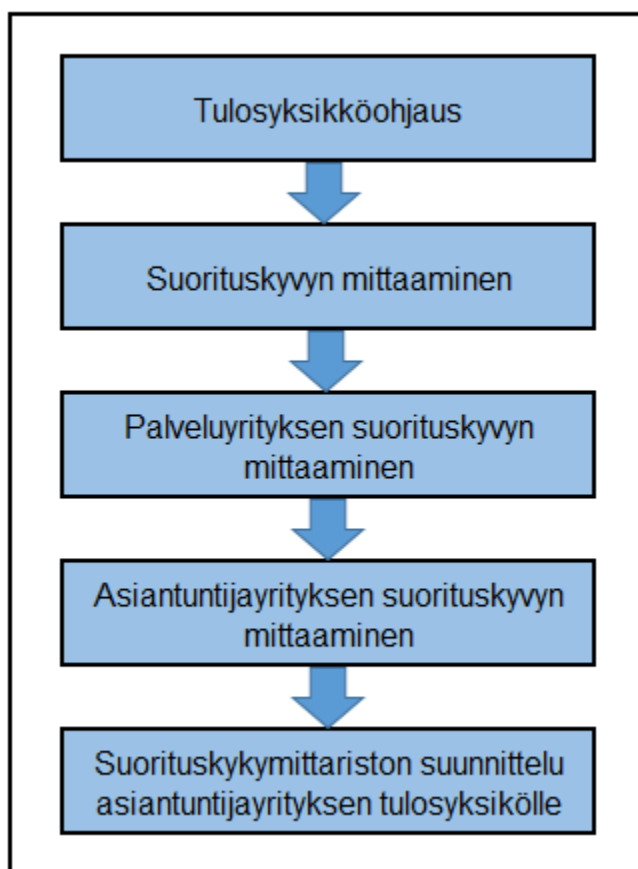 Tulosyksikköohjaus
Suorituskyvyn mittaaminen
Palveluyrityksen suorituskyvyn
mittaaminen
Asiantuntijayrityksen suorituskyvyn
mittaaminen
Suorituskykymittariston suunnittelu
asiantuntijayrityksen tulosyksikölle